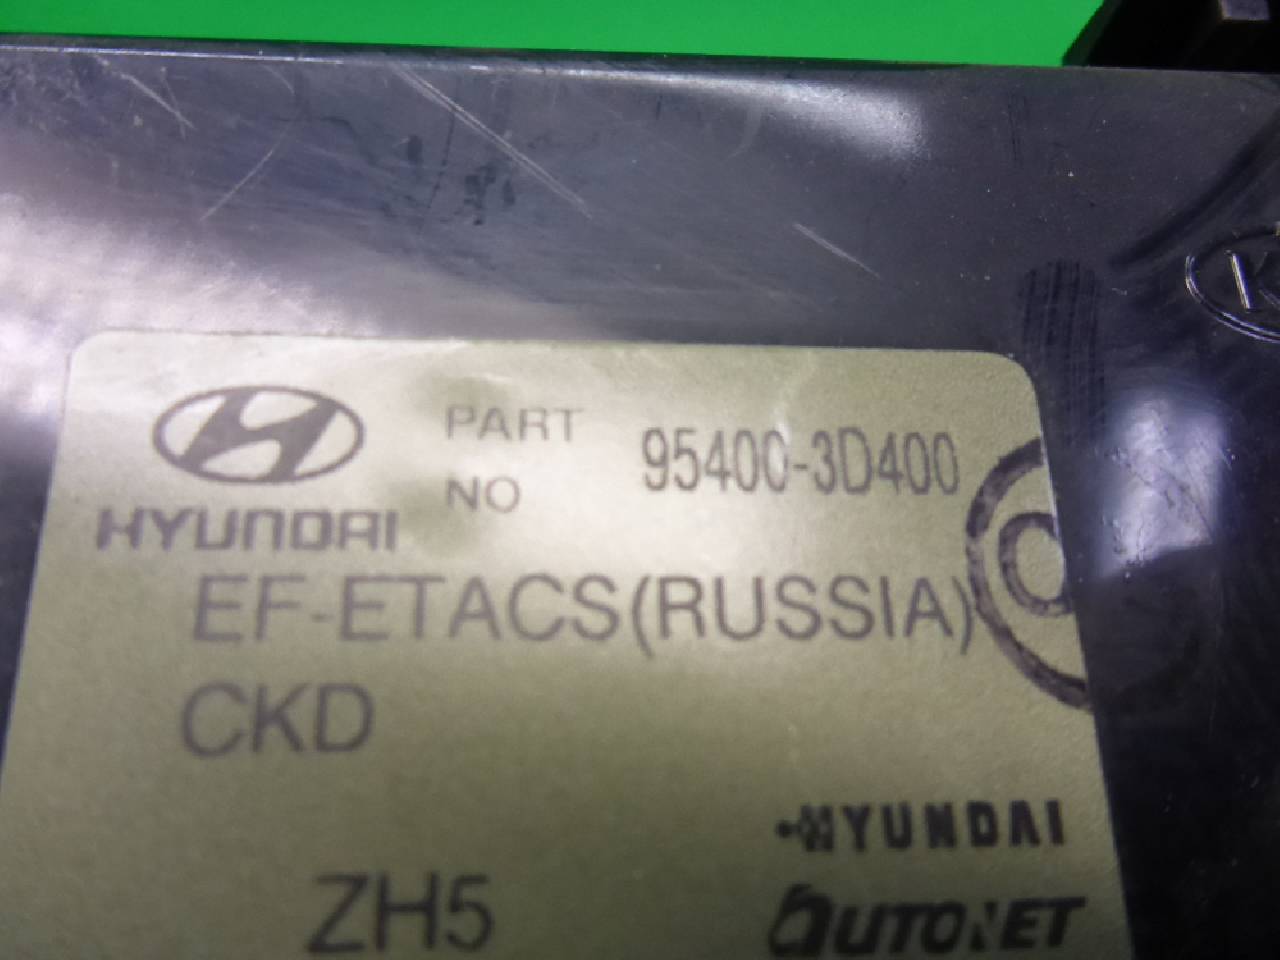 PART
NO
95400-3D400
HYUNDAI
EF-ETACS(RUSSIA)
CKD
HYUNDAI
ZH5
AUTONET